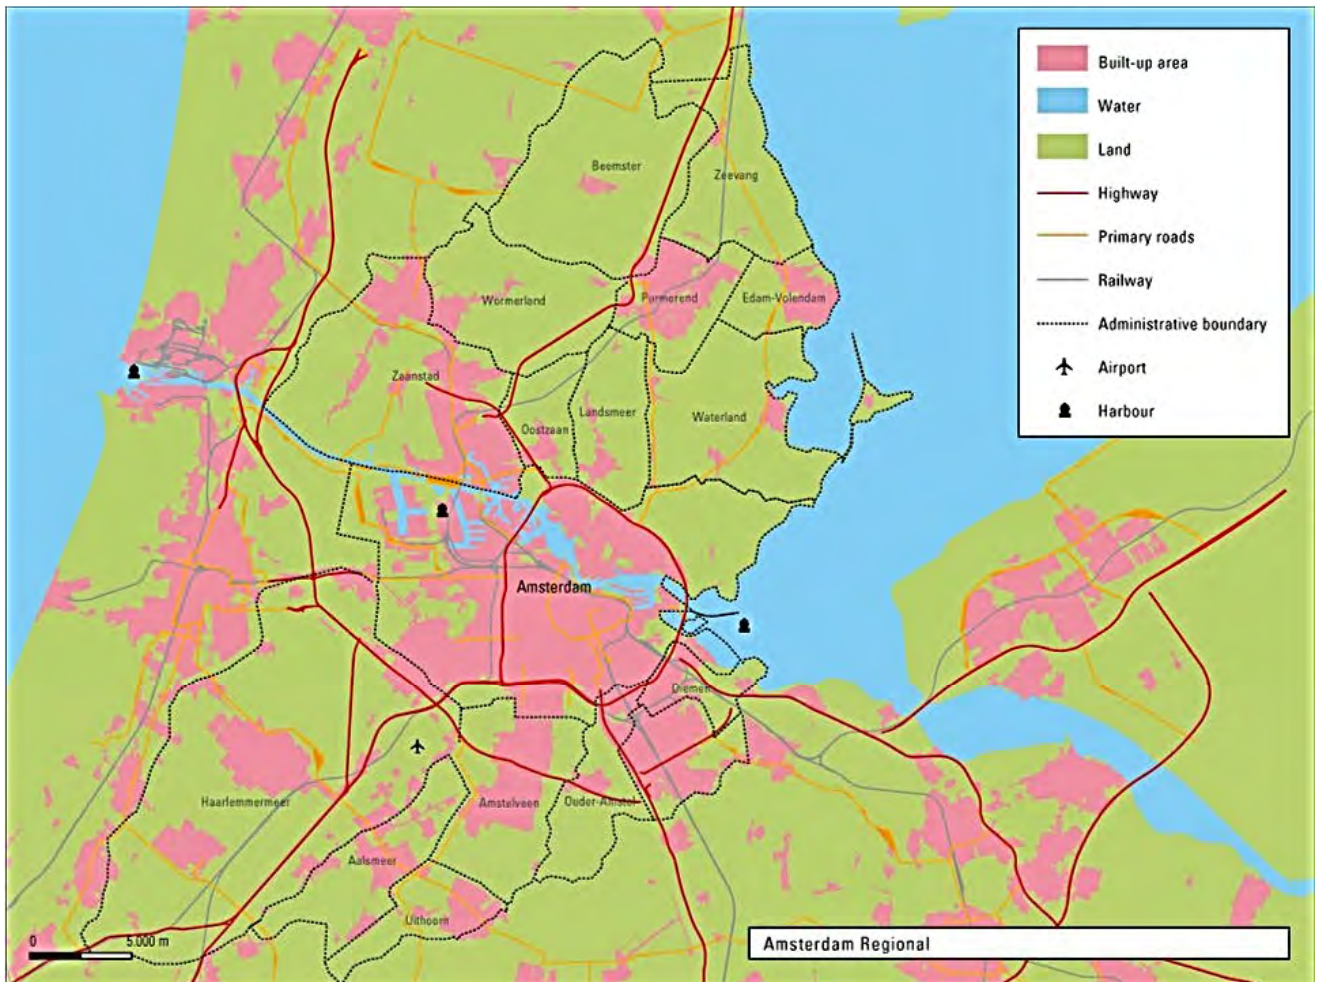 Built-up area
Water
Land
Highway
Primary roads
Railway
Administrative boundary
Airport
Harbour
Beemster
Zeevang
Wormerland
Purmerend
Edam-Volendam
Zaanstad
Oostzaan
Landsmeer
Waterland
Amsterdam
Diemen
Haarlemmermeer
Amstelveen
Ouder-Amstel
Aalsmeer
Uithoorn
0 5.000 m
Amsterdam Regional